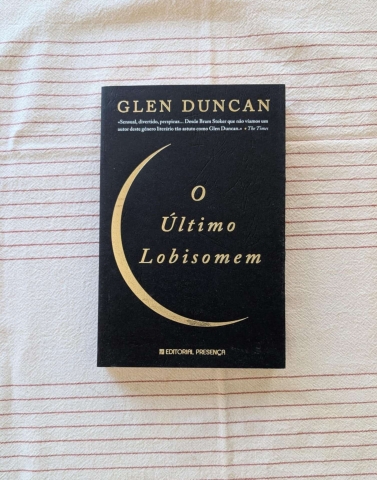 GLEN DUNCAN
«Sensual, divertido, perspicaz... Desde Bram Stoker que não víamos um
autor deste género literário tão astuto como Glen Duncan.» • The Times
O
Último
Lobisomem
EDITORIAL PRESENÇA